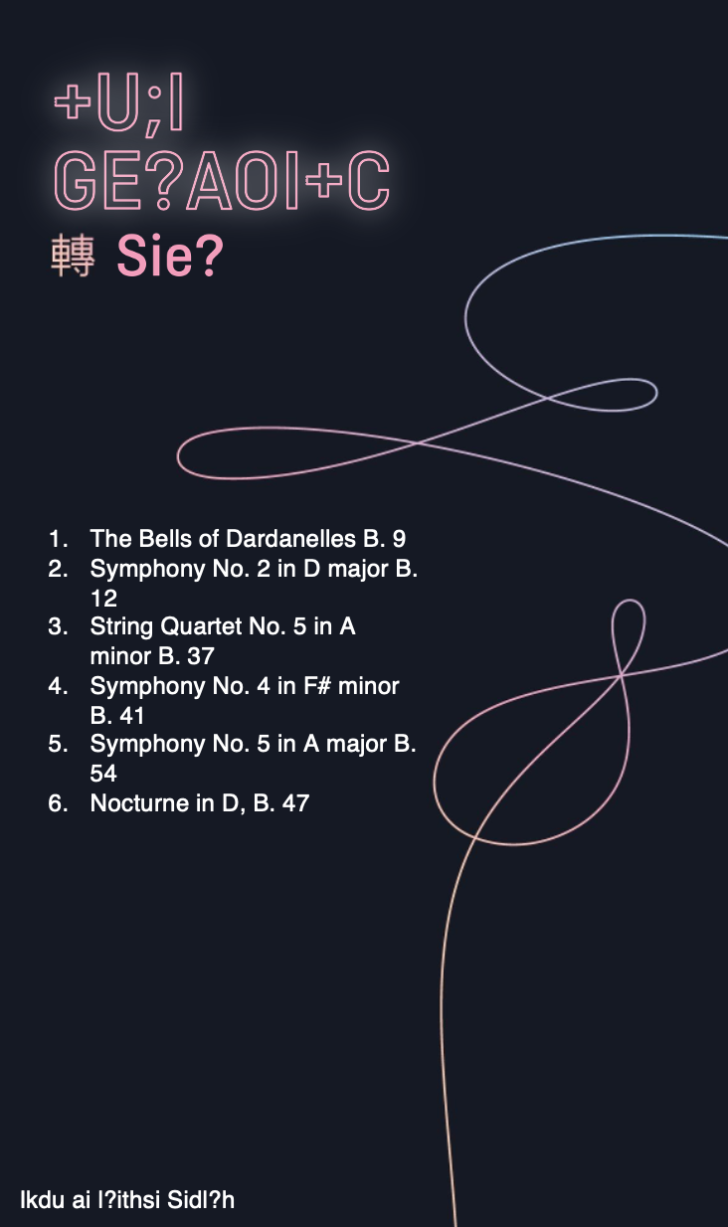 +U;I
GE?AOI+C
轉 Sie?
1. The Bells of Dardanelles B. 9
2. Symphony No. 2 in D major B.
12
3. String Quartet No. 5 in A
minor B. 37
4. Symphony No. 4 in F# minor
B. 41
5. Symphony No. 5 in A major B.
54
6. Nocturne in D, B. 47
Ikdu ai l?ithsi Sidl?h